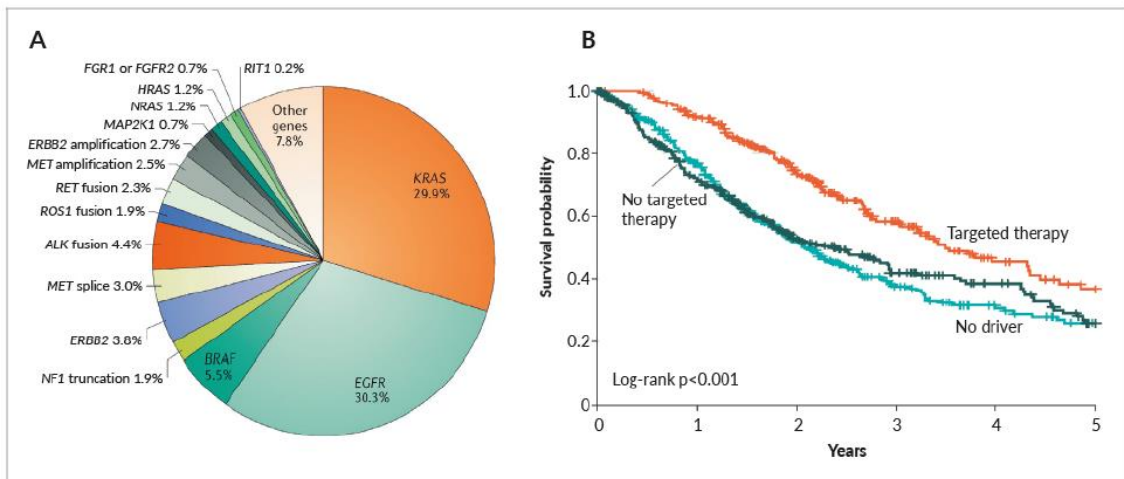 A
FGR1 or FGFR2 0.7%
RIT1 0.2%
HRAS 1.2%
NRAS 1.2%
MAP2K1 0.7%
ERBB2 amplification 2.7%
MET amplification 2.5%
RET fusion 2.3%
ROS1 fusion 1.9%
ALK fusion 4.4%
MET splice 3.0%
ERBB2 3.8%
NF1 truncation 1.9%
BRAF
5.5%
EGFR
30.3%
KRAS
29.9%
Other
genes
7.8%
B
Survival probability
1.0
0.8
0.6
0.4
0.2
0
No targeted
therapy
Targeted therapy
No driver
Log-rank p<0.001
0 1 2 3 4 5
Years